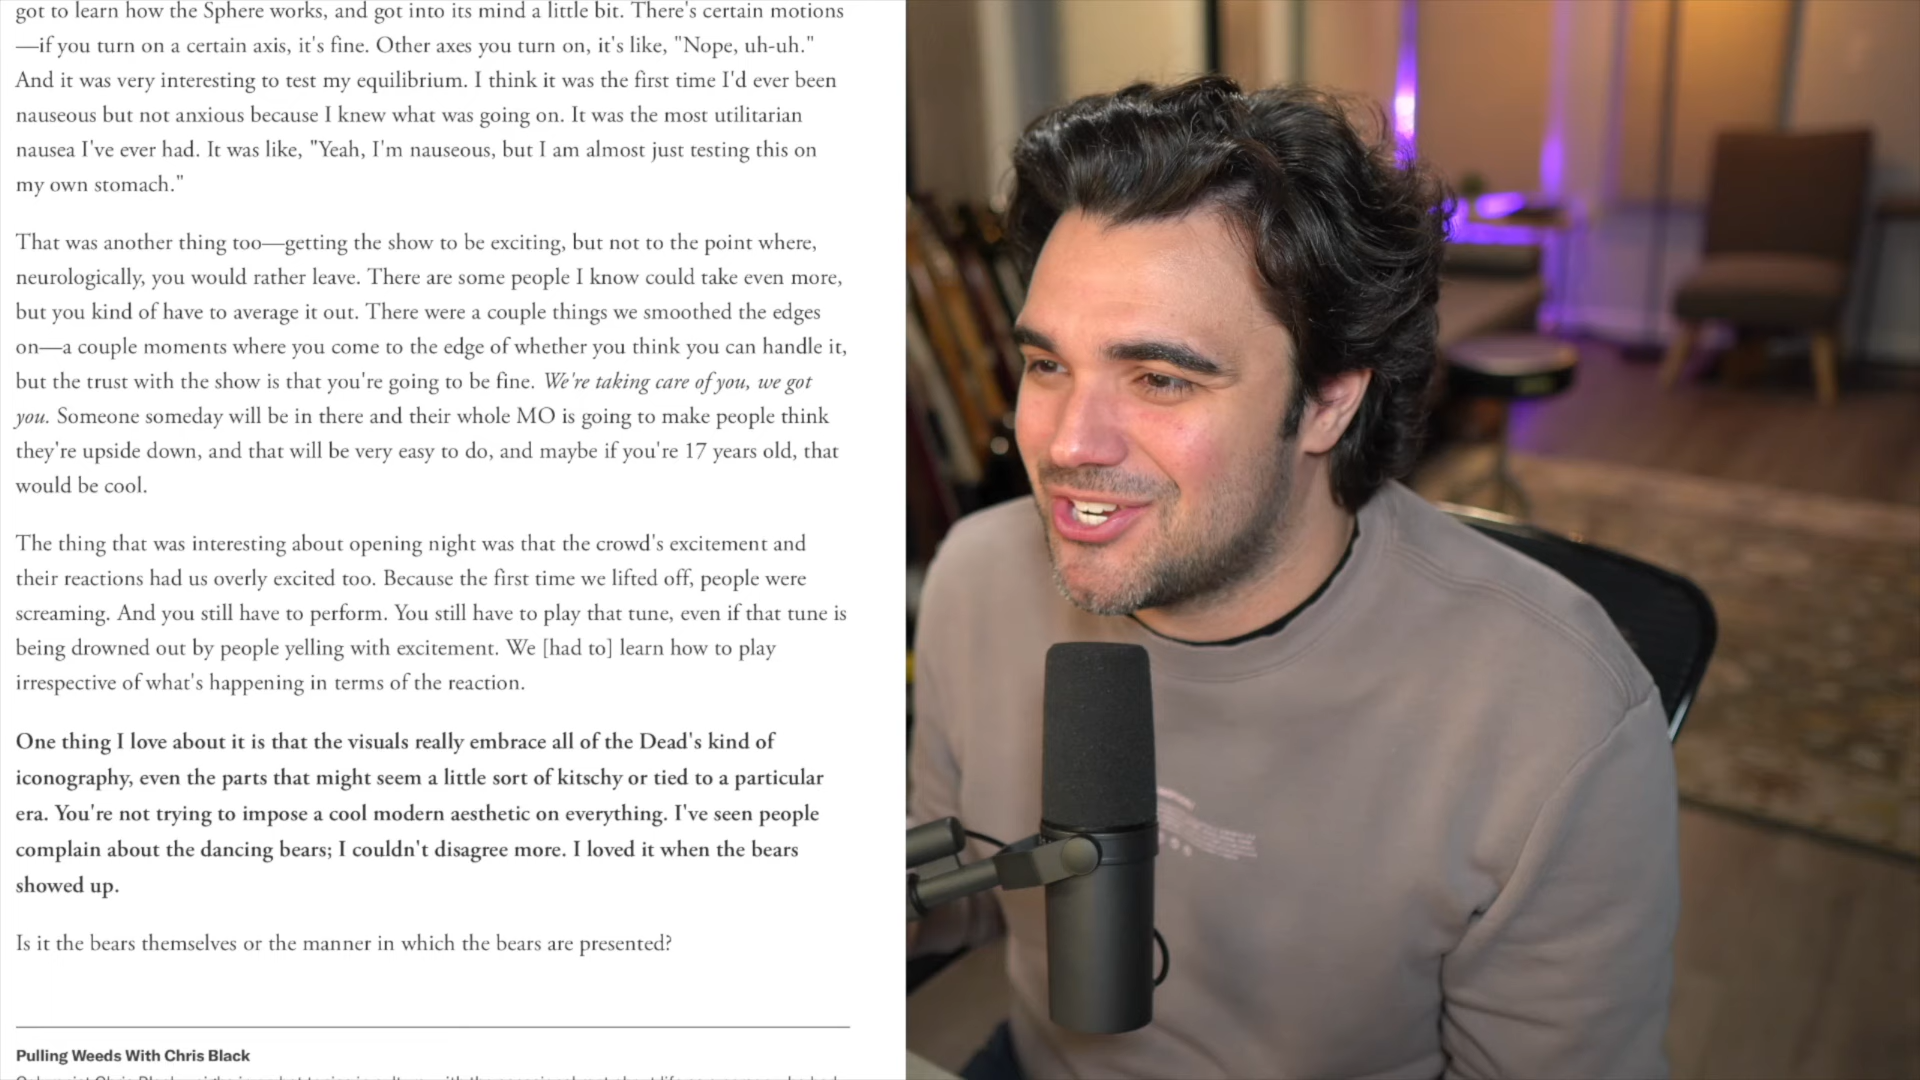 got to learn how the Sphere works, and got into its mind a little bit. There's certain motions
—if you turn on a certain axis, it's fine. Other axes you turn on, it's like, "Nope, uh-uh."
And it was very interesting to test my equilibrium. I think it was the first time I'd ever been
nauseous but not anxious because I knew what was going on. It was the most utilitarian
nausea I've ever had. It was like, "Yeah, I'm nauseous, but I am almost just testing this on
my own stomach."
That was another thing too—getting the show to be exciting, but not to the point where,
neurologically, you would rather leave. There are some people I know could take even more,
but you kind of have to average it out. There were a couple things we smoothed the edges
on—a couple moments where you come to the edge of whether you think you can handle it,
but the trust with the show is that you're going to be fine. We're taking care of you, we got
you. Someone someday will be in there and their whole MO is going to make people think
they're upside down, and that will be very easy to do, and maybe if you're 17 years old, that
would be cool.
The thing that was interesting about opening night was that the crowd's excitement and
their reactions had us overly excited too. Because the first time we lifted off, people were
screaming. And you still have to perform. You still have to play that tune, even if that tune is
being drowned out by people yelling with excitement. We [had to] learn how to play
irrespective of what's happening in terms of the reaction.
One thing I love about it is that the visuals really embrace all of the Dead's kind of
iconography, even the parts that might seem a little sort of kitschy or tied to a particular
era. You're not trying to impose a cool modern aesthetic on everything. I've seen people
complain about the dancing bears; I couldn't disagree more. I loved it when the bears
showed up.
Is it the bears themselves or the manner in which the bears are presented?
Pulling Weeds With Chris Black